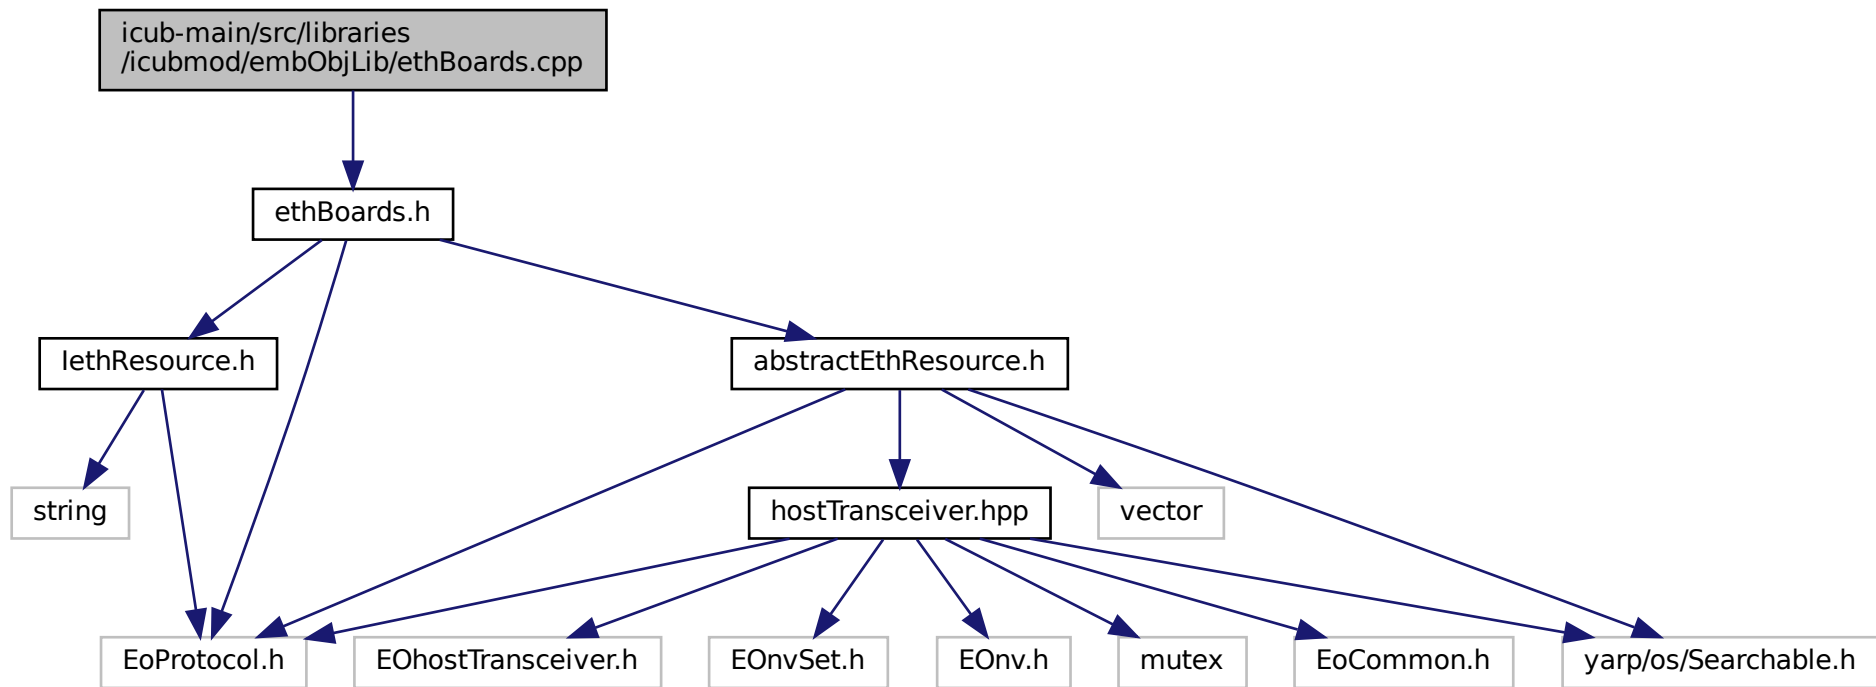 icub-main/src/libraries
/icubmod/embObjLib/ethBoards.cpp
ethBoards.h
IethResource.h
abstractEthResource.h
string
hostTransceiver.hpp
vector
EoProtocol.h
EOhostTransceiver.h
EOnvSet.h
EOnv.h
mutex
EoCommon.h
yarp/os/Searchable.h